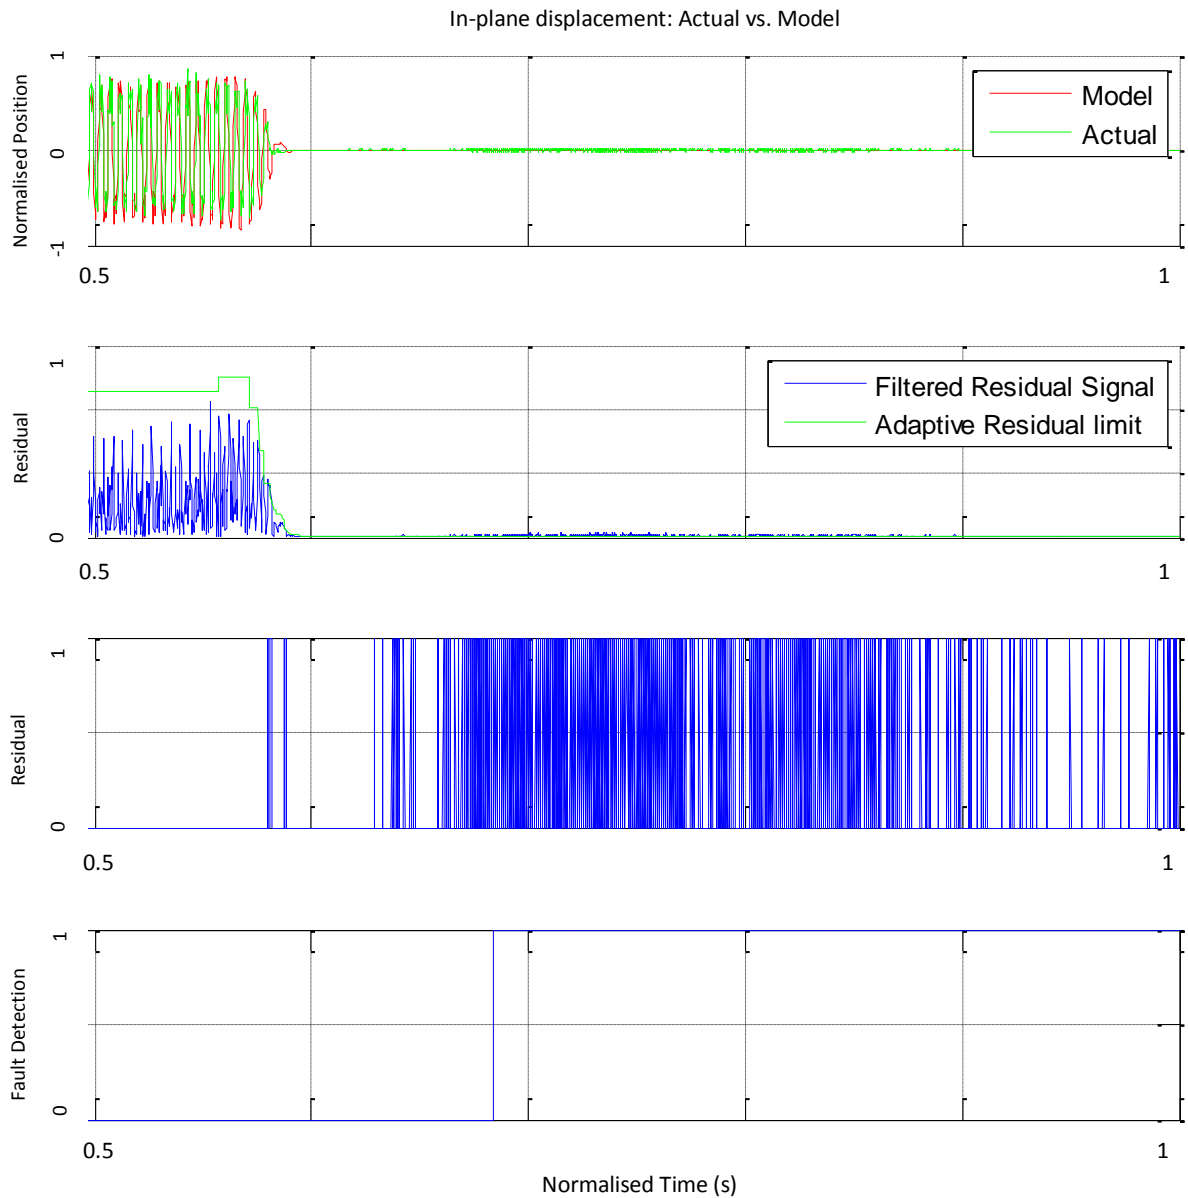 In-plane displacement: Actual vs. Model
Normalised Position
1
0
-1
Model
Actual
0.5
1
Residual
1
0
Filtered Residual Signal
Adaptive Residual limit
0.5
1
Residual
1
0
0.5
1
Fault Detection
1
0
0.5
1
Normalised Time (s)